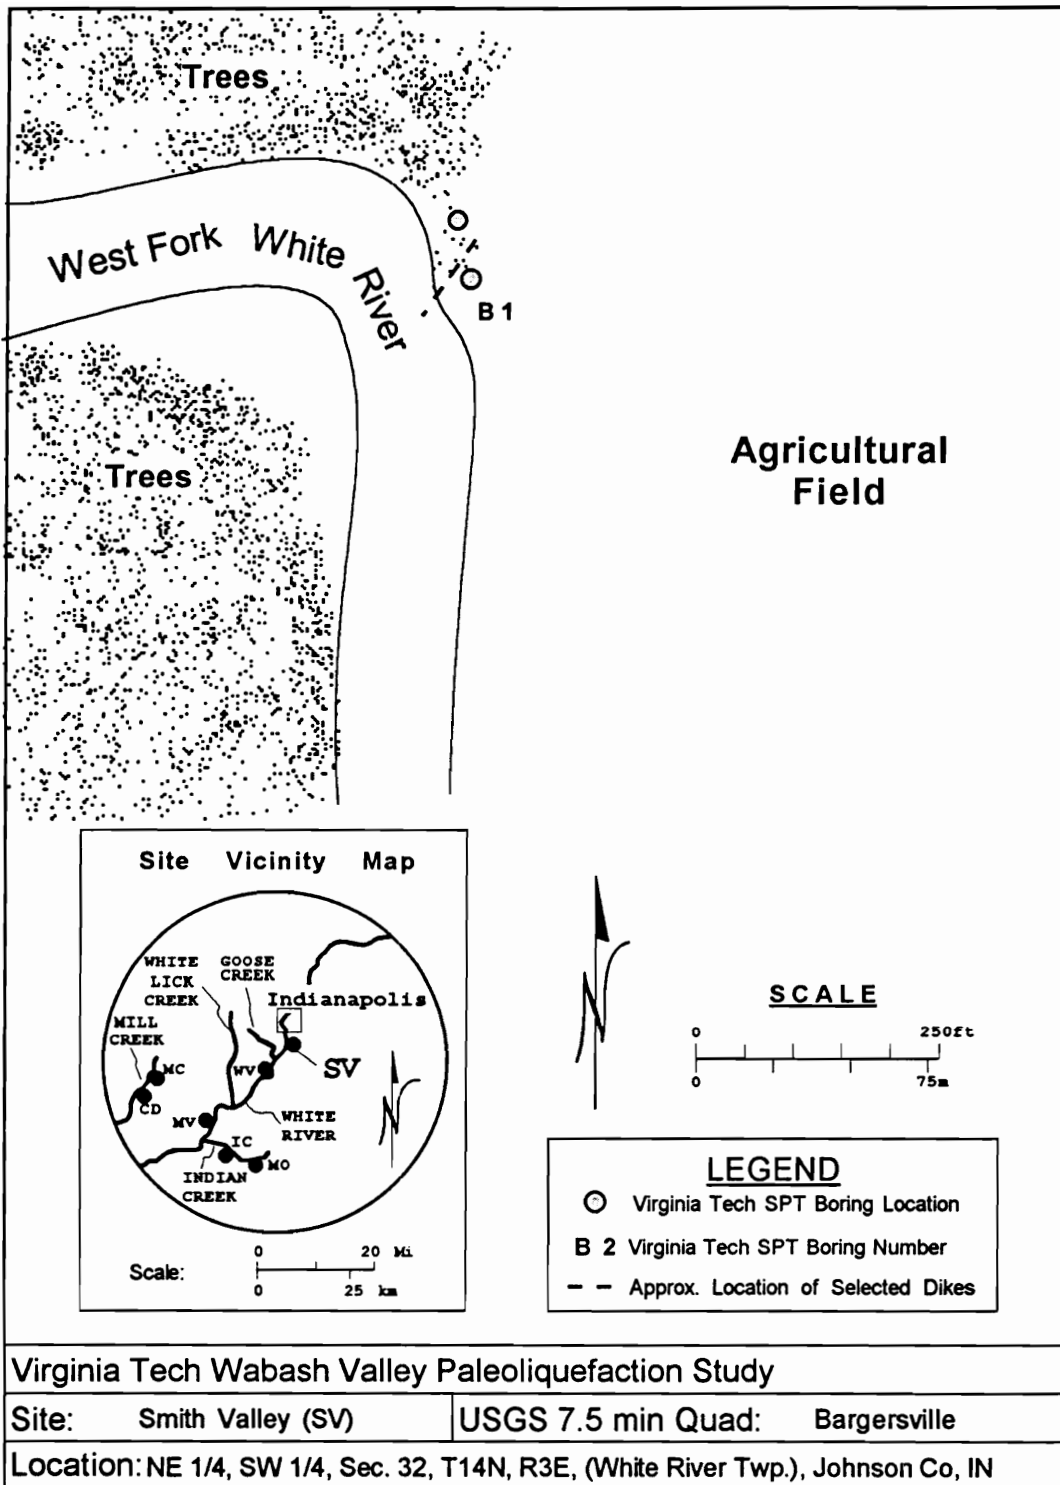 Trees
West Fork White River
B 1
Agricultural
Field
Trees
Site Vicinity Map
WHITE
LICK
CREEK
GOOSE
CREEK
Indianapolis
MILL
CREEK
MC
WV
SV
CD
MV
WHITE
RIVER
IC
MO
INDIAN
CREEK
N
Scale:
0 20 Mi
0 25 km
N
SCALE
0 250ft
0 75m
LEGEND
Virginia Tech SPT Boring Location
B 2 Virginia Tech SPT Boring Number
-- Approx. Location of Selected Dikes
Virginia Tech Wabash Valley Paleoliquefaction Study
Site: Smith Valley (SV) USGS 7.5 min Quad: Bargersville
Location: NE 1/4, SW 1/4, Sec. 32, T14N, R3E, (White River Twp.), Johnson Co, IN